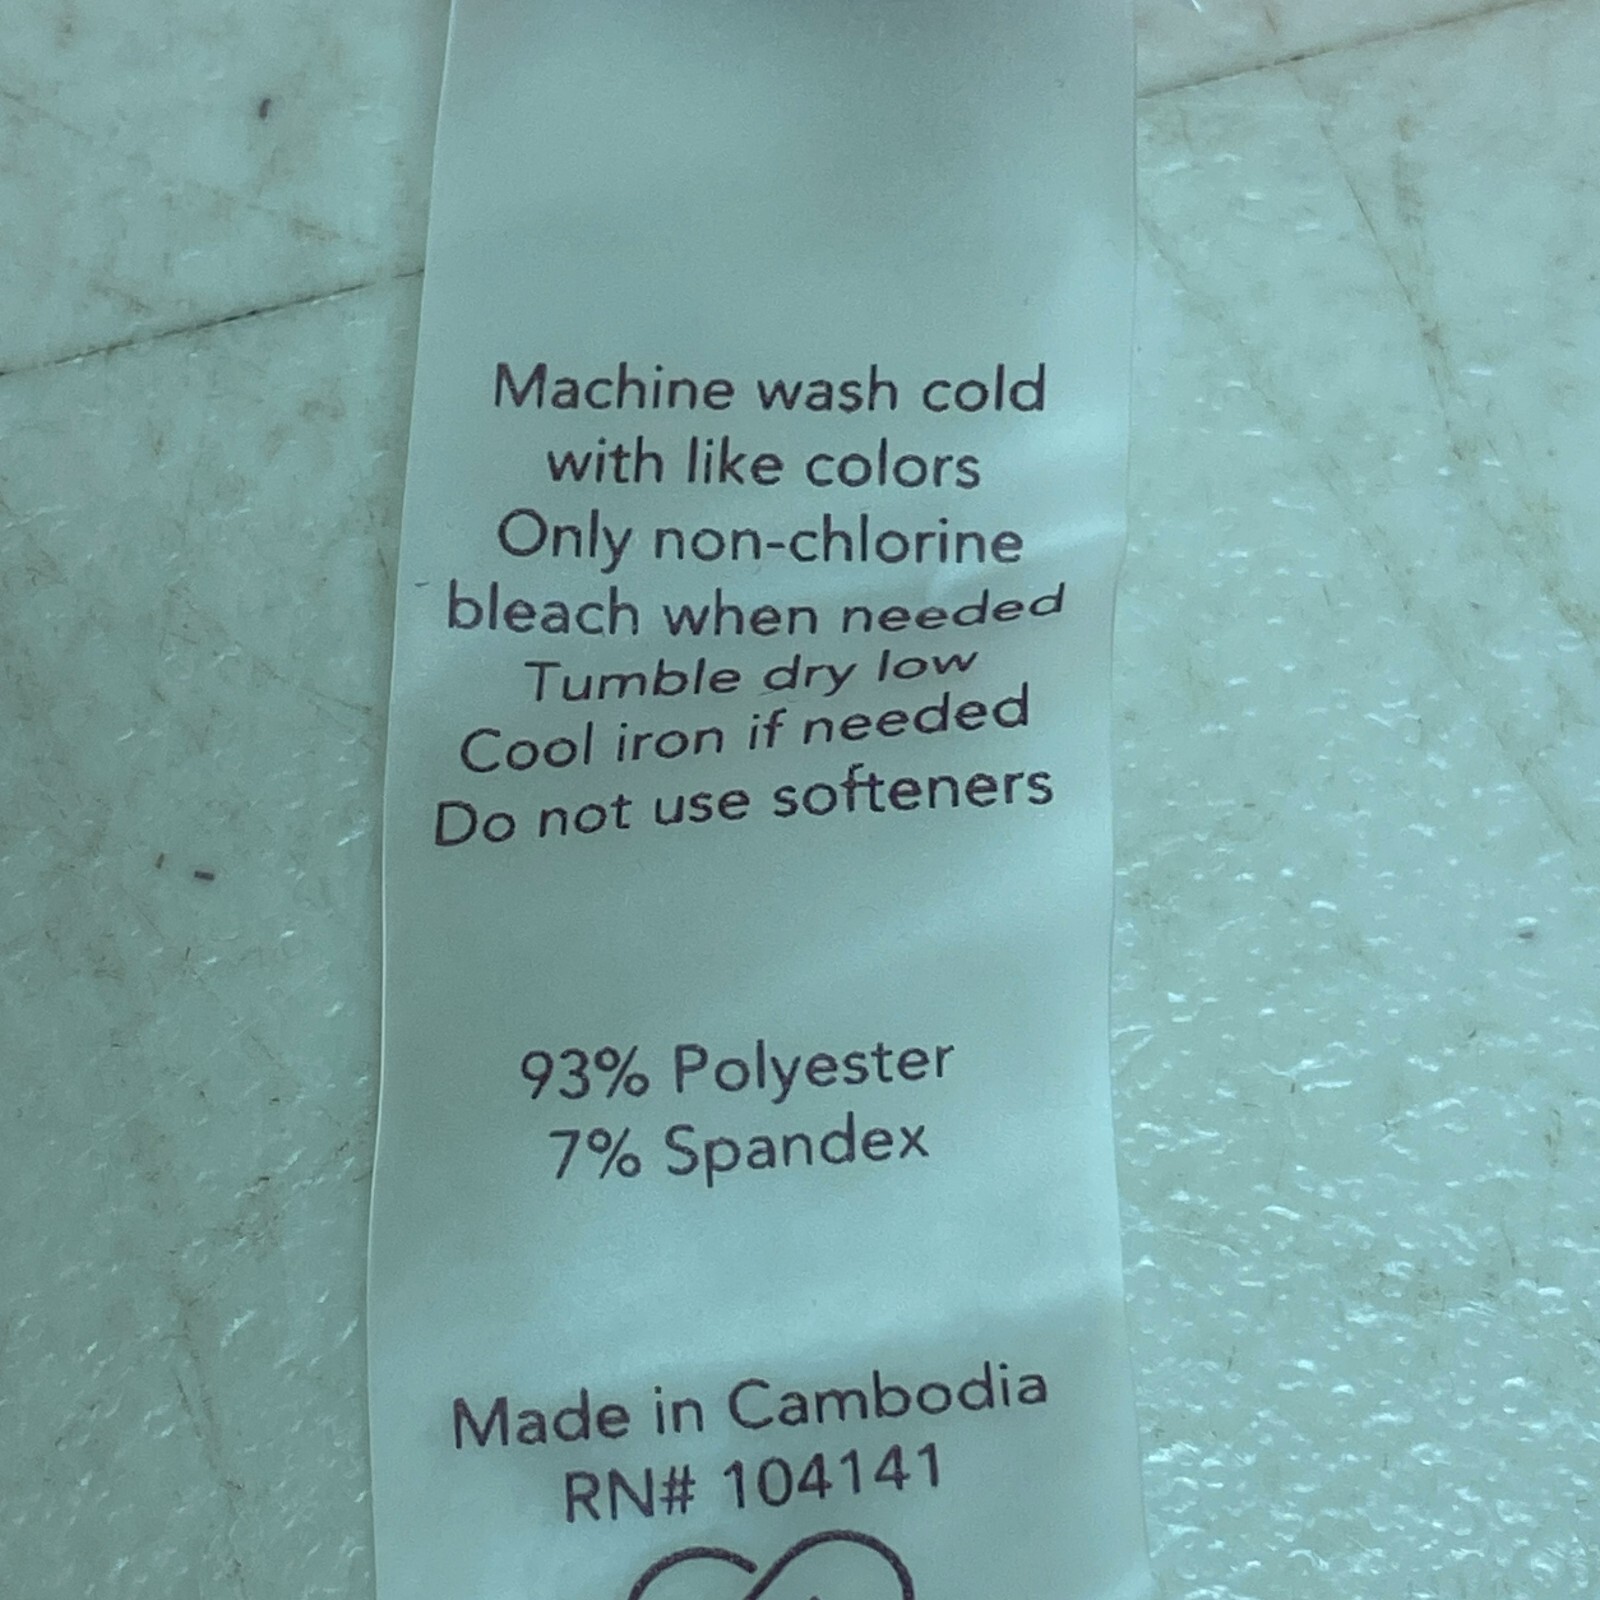 Machine wash cold
with like colors
Only non-chlorine
bleach when needed
Tumble dry low
Cool iron if needed
Do not use softeners
93% Polyester
7% Spandex
Made in Cambodia
RN# 104141